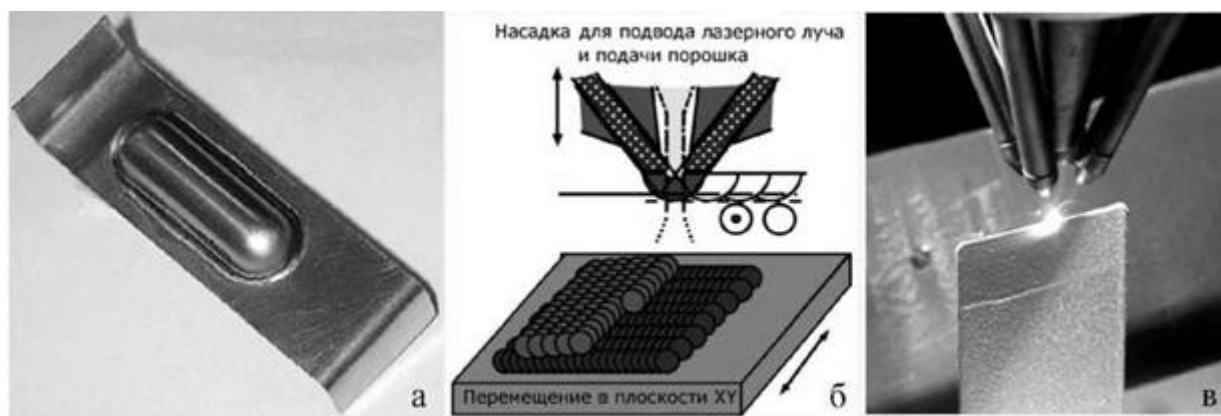 Насадка для подвода лазерного луча
и подачи порошка
Перемещение в плоскости XY
а
б
в